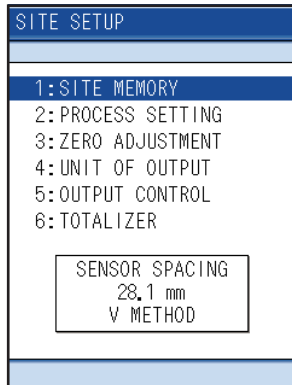 SITE SETUP
1:SITE MEMORY
2:PROCESS SETTING
3:ZERO ADJUSTMENT
4:UNIT OF OUTPUT
5:OUTPUT CONTROL
6:TOTALIZER
SENSOR SPACING
28.1 mm
V METHOD